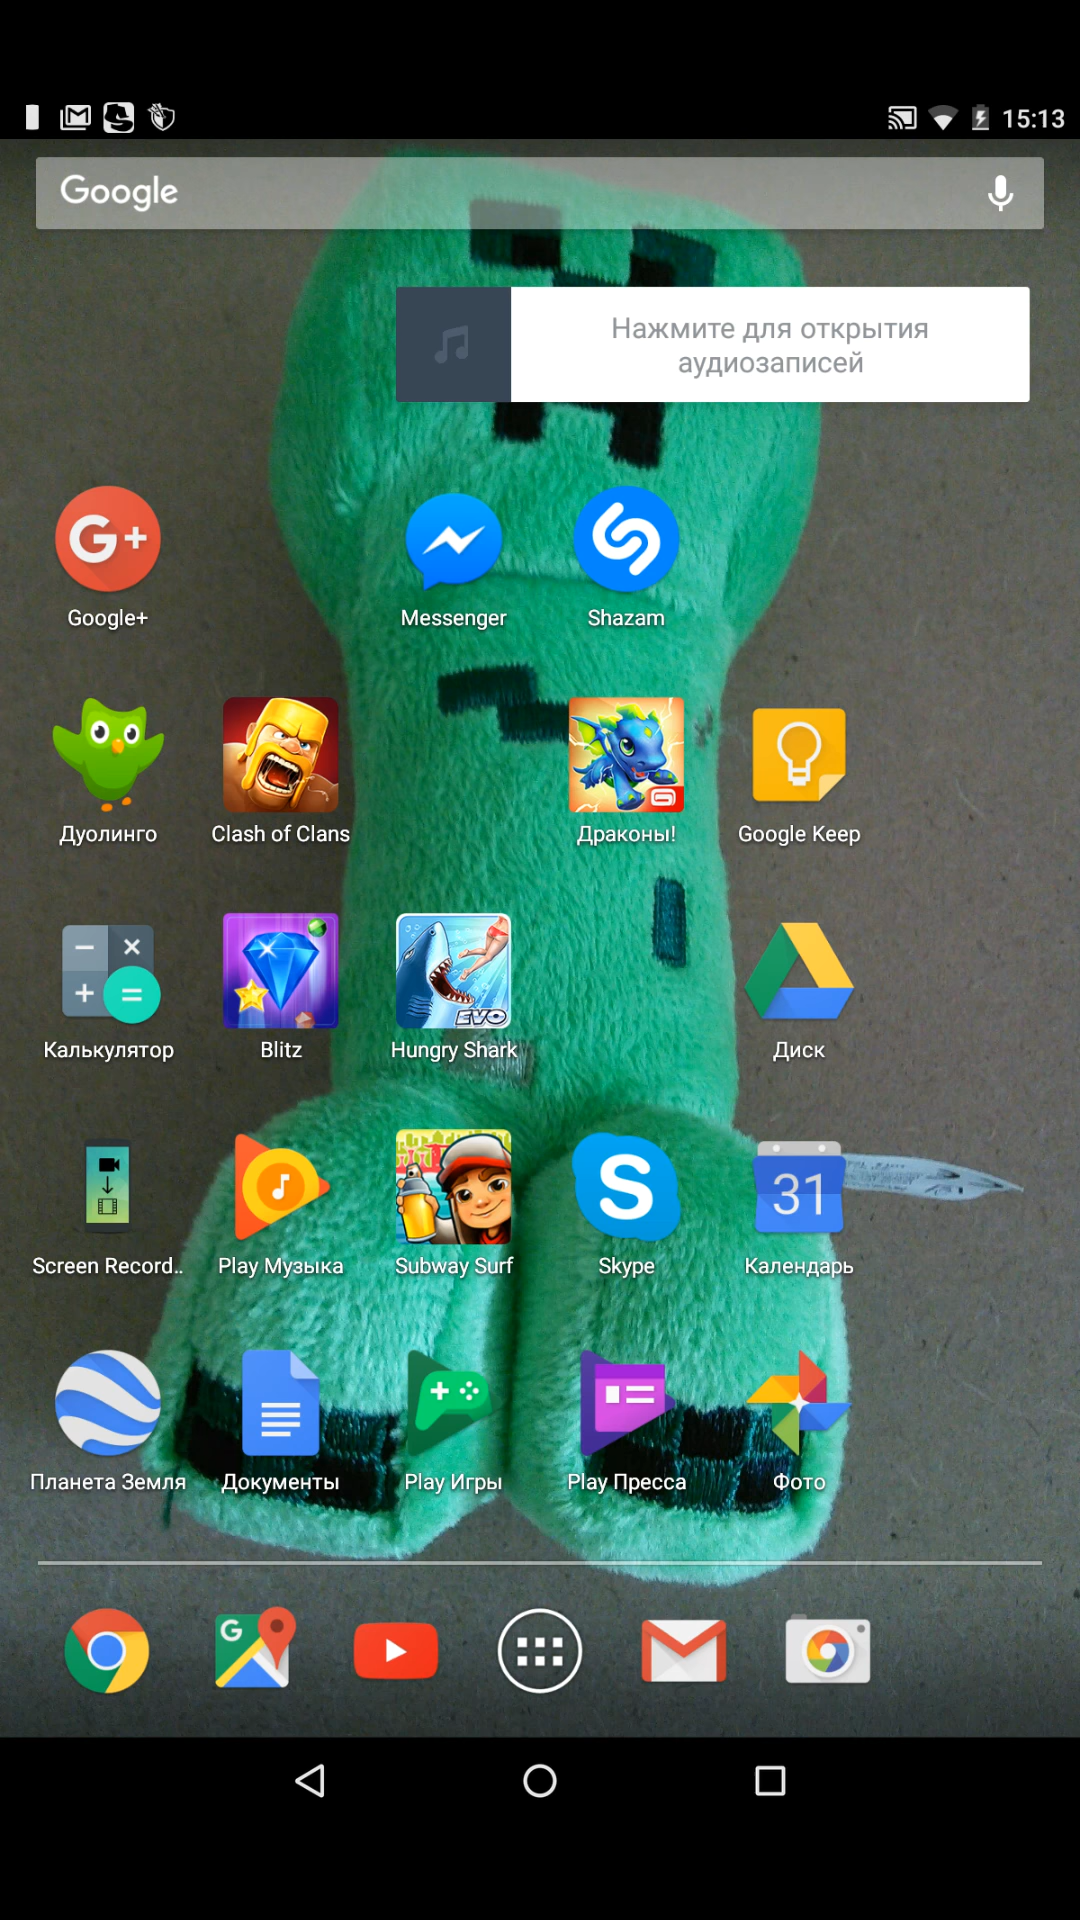 15:13
Google
Нажмите для открытия
аудиозаписей
G+
Google+
Messenger
Shazam
Дуолинго
Clash of Clans
Драконы!
Google Keep
Калькулятор
Blitz
EVO
Hungry Shark
Диск
Screen Record..
Play Музыка
Subway Surf
S
Skype
31
Календарь
Планета Земля
Документы
Play Игры
Play Пресса
Фото
G